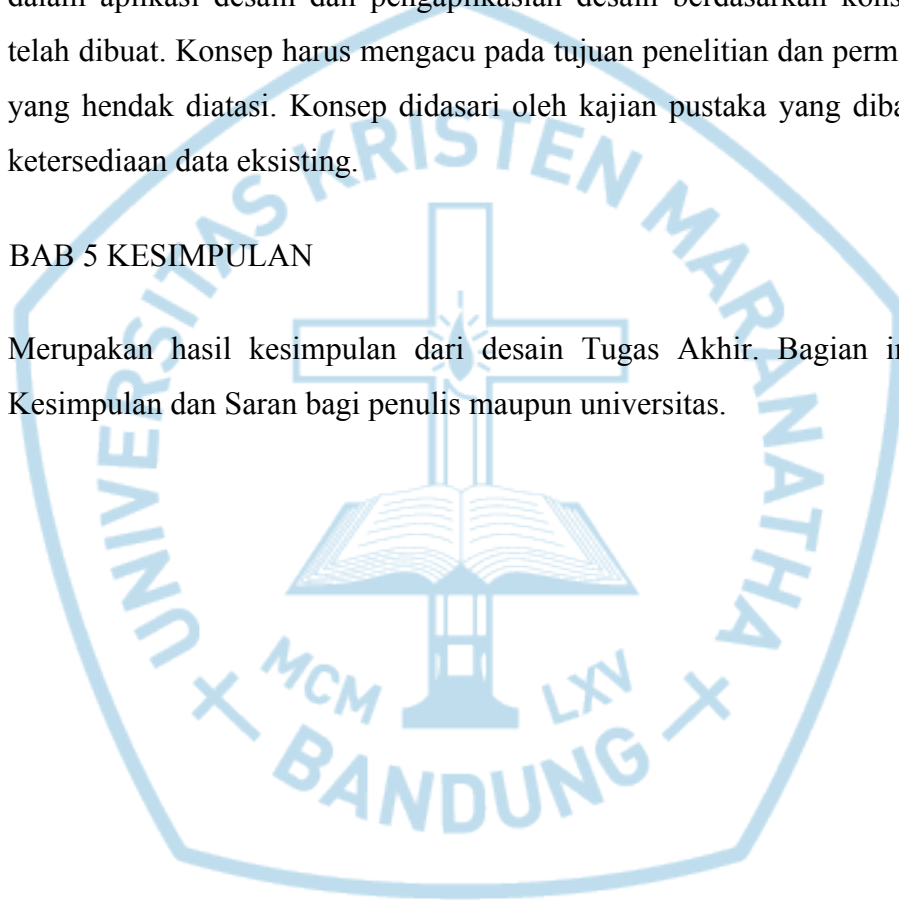 dalam aplikasi desain dan pengaplikasian desain berdasarkan kons
telah dibuat. Konsep harus mengacu pada tujuan penelitian dan perm
yang hendak diatasi. Konsep didasari oleh kajian pustaka yang diba
ketersediaan data eksisting.
BAB 5 KESIMPULAN
Merupakan hasil kesimpulan dari desain Tugas Akhir. Bagian in
Kesimpulan dan Saran bagi penulis maupun universitas.
UNIVERSITAS KRISTEN MARANATHA
MCM LXV
BANDUNG